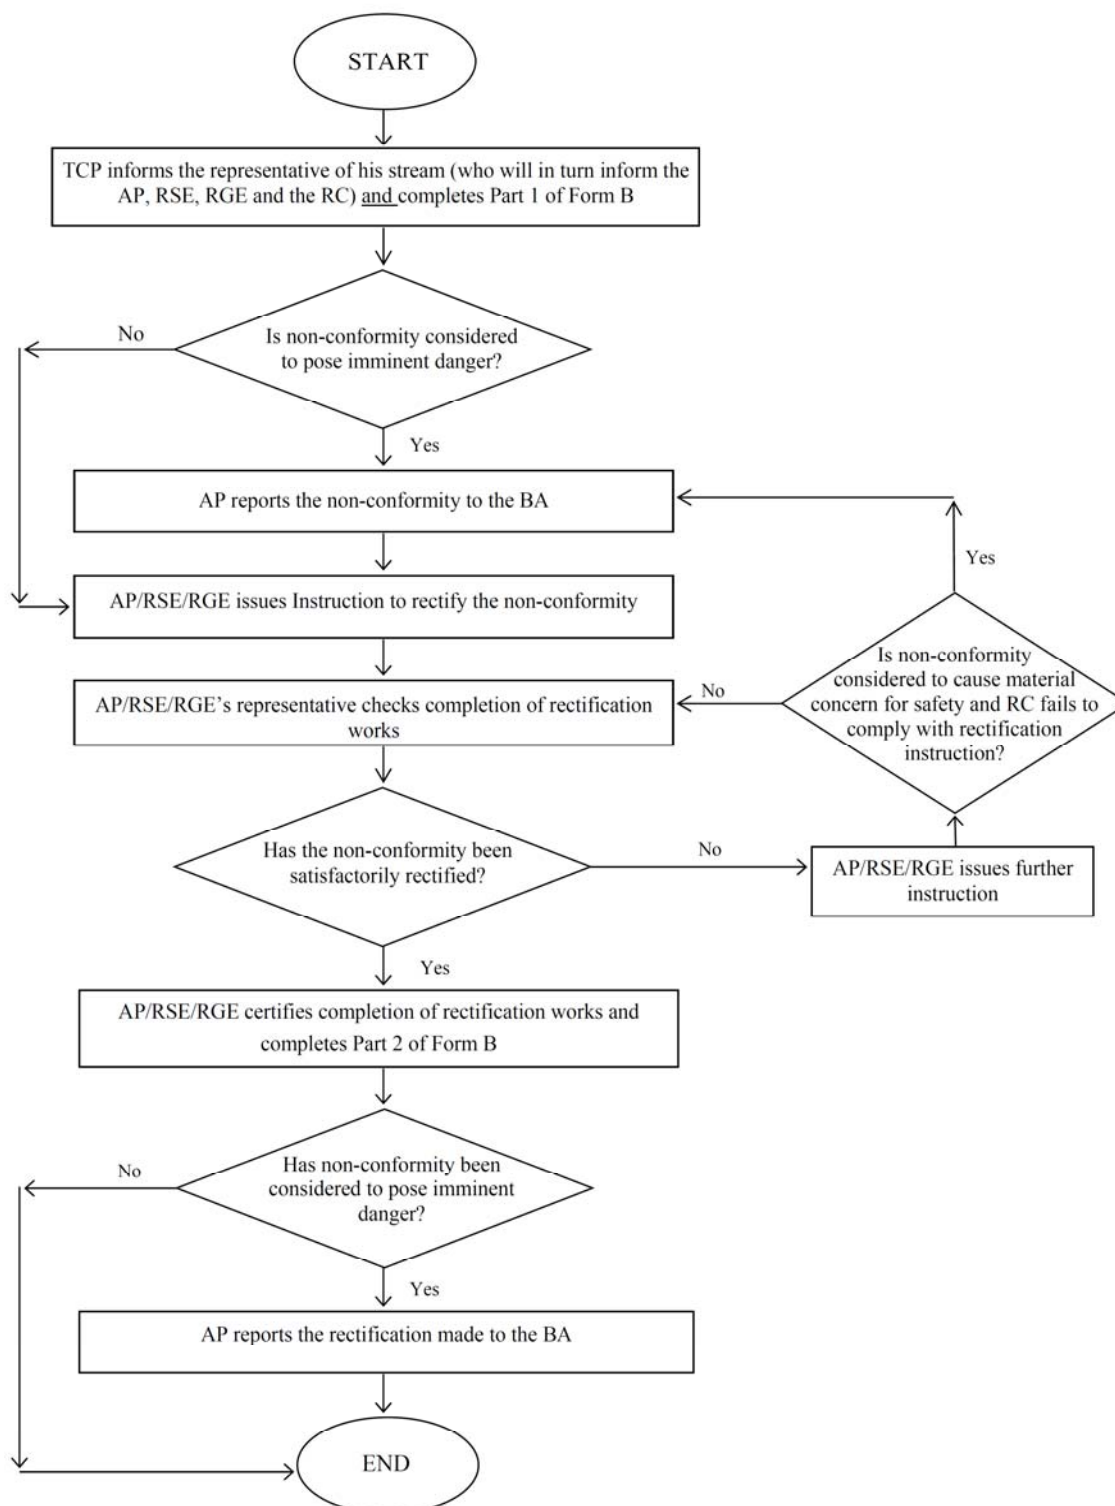 START
TCP informs the representative of his stream (who will in turn inform the
AP, RSE, RGE and the RC) and completes Part 1 of Form B
No
Is non-conformity considered
to pose imminent danger?
Yes
AP reports the non-conformity to the BA
Yes
AP/RSE/RGE issues Instruction to rectify the non-conformity
Is non-conformity
considered to cause material
concern for safety and RC fails to
comply with rectification
instruction?
No
AP/RSE/RGE's representative checks completion of rectification
works
Has the non-conformity been
satisfactorily rectified?
No
AP/RSE/RGE issues further
instruction
Yes
AP/RSE/RGE certifies completion of rectification works and
completes Part 2 of Form B
No
Has non-conformity been
considered to pose imminent
danger?
Yes
AP reports the rectification made to the BA
END